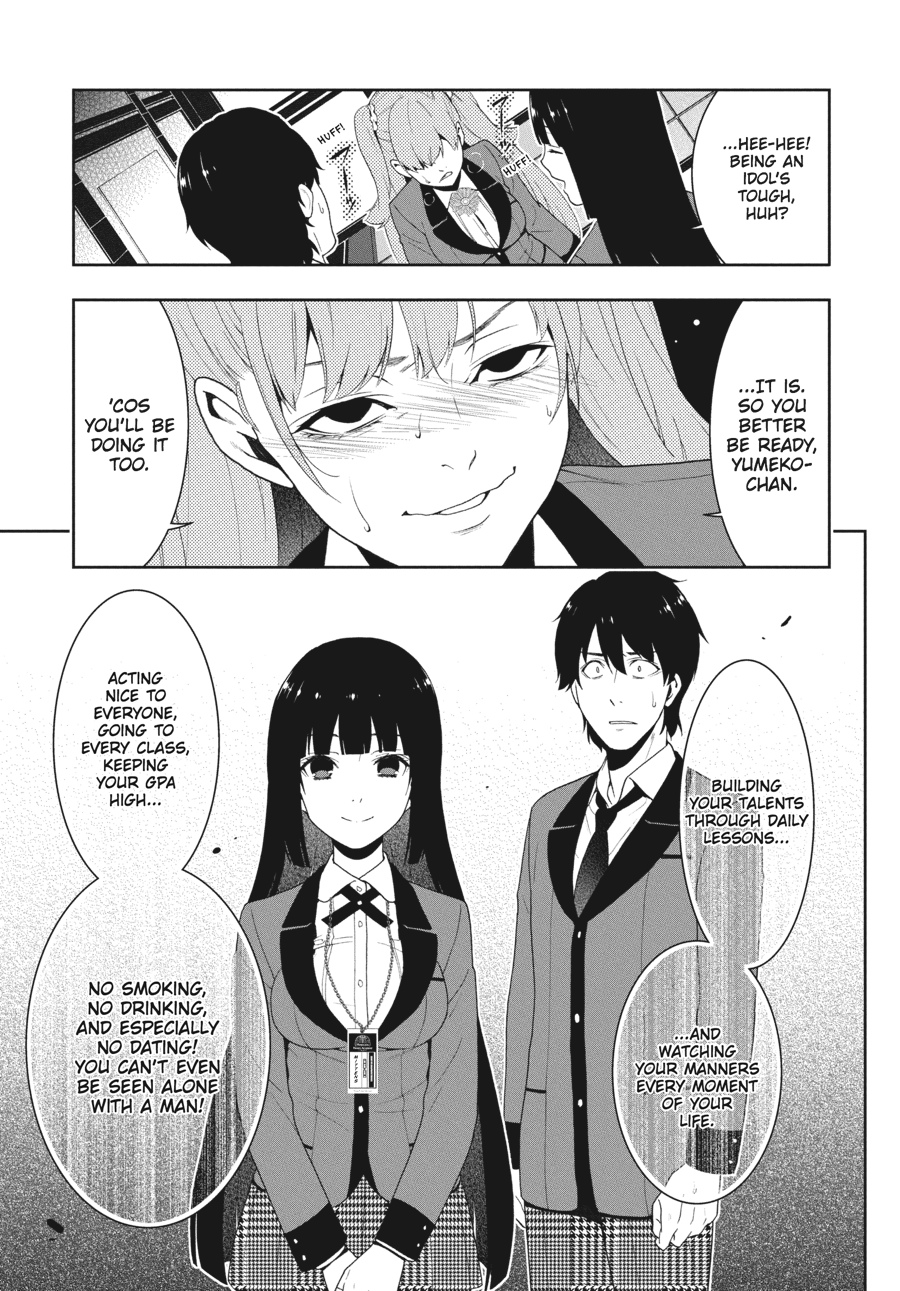 ...HEE-HEE!
BEING AN
IDOL'S
TOUGH,
HUH?
HUFF!
HUFF!
...IT IS.
SO YOU
BETTER
BE READY,
YUMEKO-
CHAN.
'COS
YOU'LL BE
DOING IT
TOO.
BUILDING
YOUR TALENTS
THROUGH DAILY
LESSONS...
...AND
WATCHING
YOUR MANNERS
EVERY MOMENT
OF YOUR
LIFE.
ACTING
NICE TO
EVERYONE,
GOING TO
EVERY CLASS,
KEEPING
YOUR GPA
HIGH...
NO SMOKING,
NO DRINKING,
AND ESPECIALLY
NO DATING!
YOU CAN'T EVEN
BE SEEN ALONE
WITH A MAN!